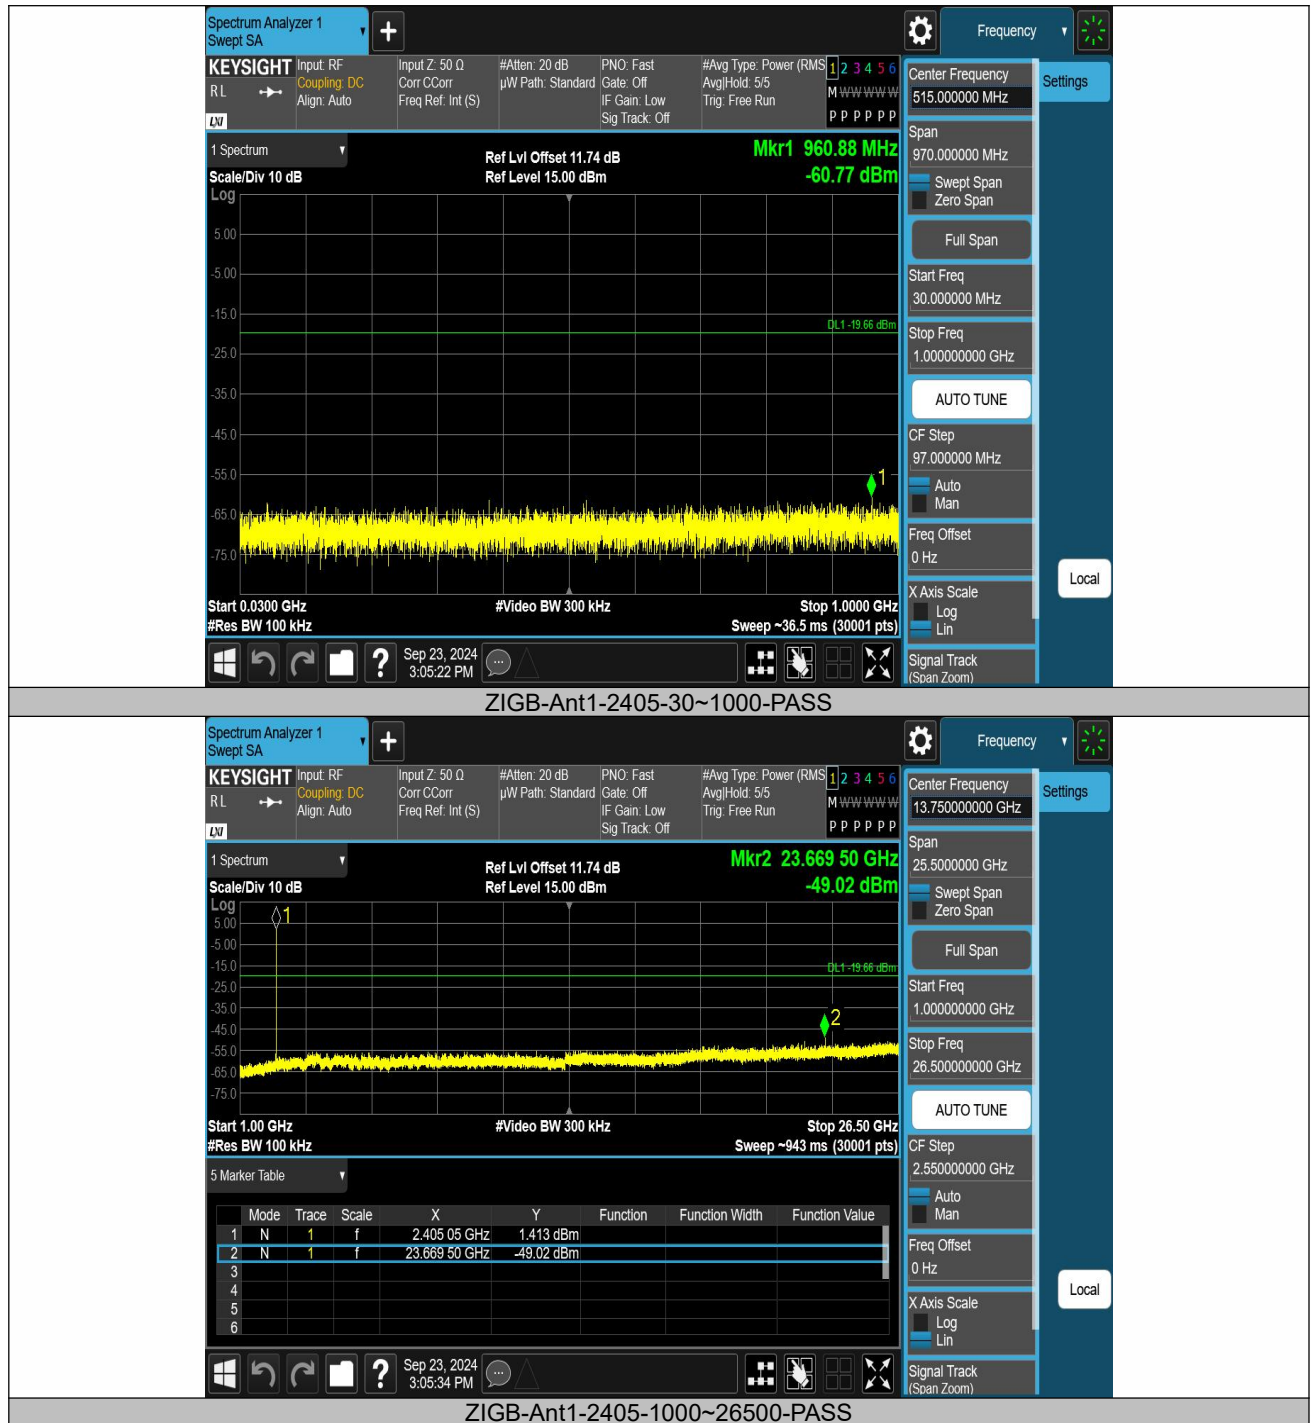 Spectrum Analyzer 1
Swept SA
Frequency
KEYSIGHT
RL
LXI
Input: RF
Coupling: DC
Align: Auto
Input Z: 50 Ω
Corr CCorr
Freq Ref: Int (S)
#Atten: 20 dB
µW Path: Standard
PNO: Fast
Gate: Off
IF Gain: Low
Sig Track: Off
#Avg Type: Power (RMS
Avg|Hold: 5/5
Trig: Free Run
1 2 3 4 5 6
M W W W W W
P P P P P P
1 Spectrum
Scale/Div 10 dB
Ref Lvl Offset 11.74 dB
Ref Level 15.00 dBm
Mkr1 960.88 MHz
-60.77 dBm
Log
5.00
-5.00
-15.0
DL1 -19.66 dBm
-25.0
-35.0
-45.0
-55.0
1
-65.0
-75.0
Start 0.0300 GHz
#Video BW 300 kHz
Stop 1.0000 GHz
#Res BW 100 kHz
Sweep ~36.5 ms (30001 pts)
?
Sep 23, 2024
3:05:22 PM
Center Frequency
515.000000 MHz
Span
970.000000 MHz
Swept Span
Zero Span
Full Span
Start Freq
30.000000 MHz
Stop Freq
1.000000000 GHz
AUTO TUNE
CF Step
97.000000 MHz
Auto
Man
Freq Offset
0 Hz
X Axis Scale
Log
Lin
Signal Track
(Span Zoom)
Settings
Local
ZIGB-Ant1-2405-30~1000-PASS
Spectrum Analyzer 1
Swept SA
Frequency
KEYSIGHT
RL
LXI
Input: RF
Coupling: DC
Align: Auto
Input Z: 50 Ω
Corr CCorr
Freq Ref: Int (S)
#Atten: 20 dB
µW Path: Standard
PNO: Fast
Gate: Off
IF Gain: Low
Sig Track: Off
#Avg Type: Power (RMS
Avg|Hold: 5/5
Trig: Free Run
1 2 3 4 5 6
M W W W W W
P P P P P P
1 Spectrum
Scale/Div 10 dB
Ref Lvl Offset 11.74 dB
Ref Level 15.00 dBm
Mkr2 23.669 50 GHz
-49.02 dBm
Log
1
5.00
-5.00
-15.0
DL1 -19.66 dBm
-25.0
-35.0
2
-45.0
-55.0
-65.0
-75.0
Start 1.00 GHz
#Video BW 300 kHz
Stop 26.50 GHz
#Res BW 100 kHz
Sweep ~943 ms (30001 pts)
5 Marker Table
Mode Trace Scale X Y Function Function Width Function Value
1 N 1 f 2.405 05 GHz 1.413 dBm
2 N 1 f 23.669 50 GHz -49.02 dBm
3
4
5
6
?
Sep 23, 2024
3:05:34 PM
Center Frequency
13.750000000 GHz
Span
25.5000000 GHz
Swept Span
Zero Span
Full Span
Start Freq
1.000000000 GHz
Stop Freq
26.500000000 GHz
AUTO TUNE
CF Step
2.550000000 GHz
Auto
Man
Freq Offset
0 Hz
X Axis Scale
Log
Lin
Signal Track
(Span Zoom)
Settings
Local
ZIGB-Ant1-2405-1000~26500-PASS